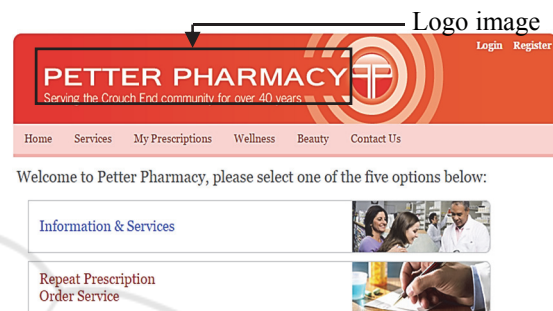 Logo image
Login Register
PETTER PHARMACY
Serving the Crouch End community for over 40 years
Home Services My Prescriptions Wellness Beauty Contact Us
Welcome to Petter Pharmacy, please select one of the five options below:
Information & Services
Repeat Prescription
Order Service